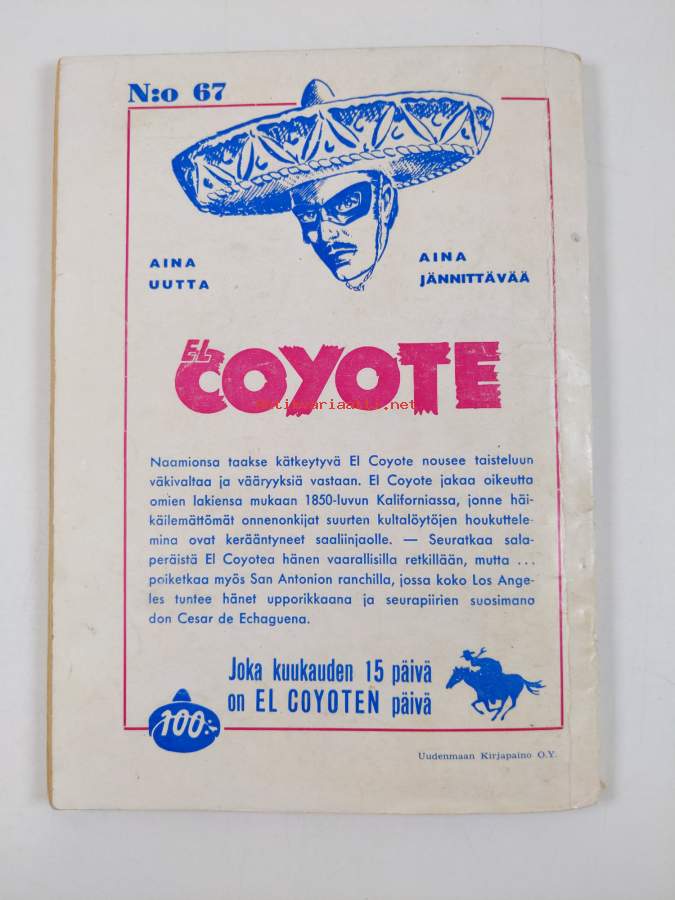 N:o 67
AINA
UUTTA
AINA
JÄNNITTÄVÄÄ
EL
COYOTE
antikvariaatti.net
Naamionsa taakse kätkeytyvä El Coyote nousee taisteluun
väkivaltaa ja vääryyksiä vastaan. El Coyote jakaa oikeutta
omien lakiensa mukaan 1850-luvun Kaliforniassa, jonne häi-
käilemättömät onnenonkijat suurten kultalöytöjen houkuttele-
mina ovat kerääntyneet saaliinjaolle. — Seuratkaa sala-
peräistä El Coyotea hänen vaarallisilla retkillään, mutta ...
poiketkaa myös San Antonion ranchilla, jossa koko Los Ange-
les tuntee hänet upporikkaana ja seurapiirien suosimana
don Cesar de Echaguena.
Joka kuukauden 15 päivä
on EL COYOTEN päivä
100:-
Uudenmaan Kirjapaino O.Y.